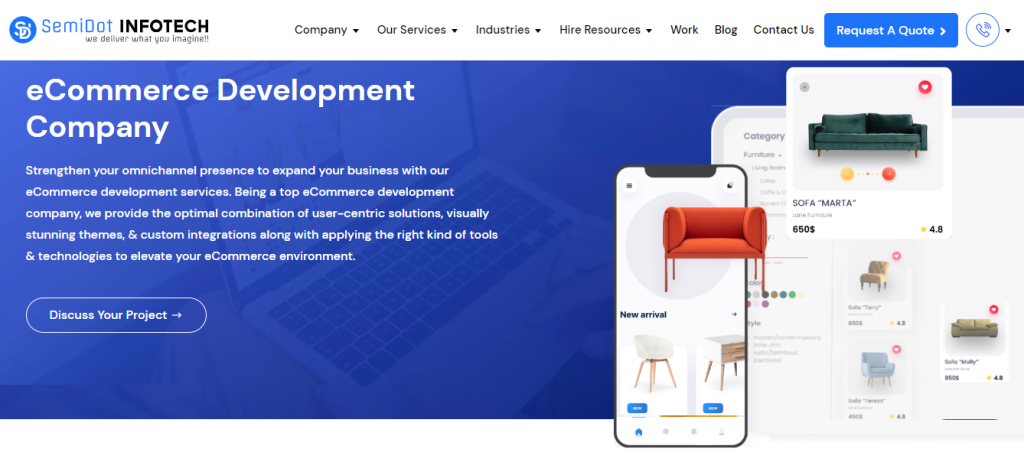 SemiDot INFOTECH
we deliver what you imagine!!
Company
Our Services
Industries
Hire Resources
Work
Blog
Contact Us
Request A Quote
eCommerce Development
Company
Strengthen your omnichannel presence to expand your business with our
eCommerce development services. Being a top eCommerce development
company, we provide the optimal combination of user-centric solutions, visually
stunning themes, & custom integrations along with applying the right kind of tools
& technologies to elevate your eCommerce environment.
Discuss Your Project →
New arrival
NEW
NEW
Category
Furniture
SOFA “MARTA”
Lane Furniture
650$
4.8
Sofa “Terry”
650$
4.8
Sofa “Mally”
650$
4.8
Sofa “Teresa”
650$
4.8